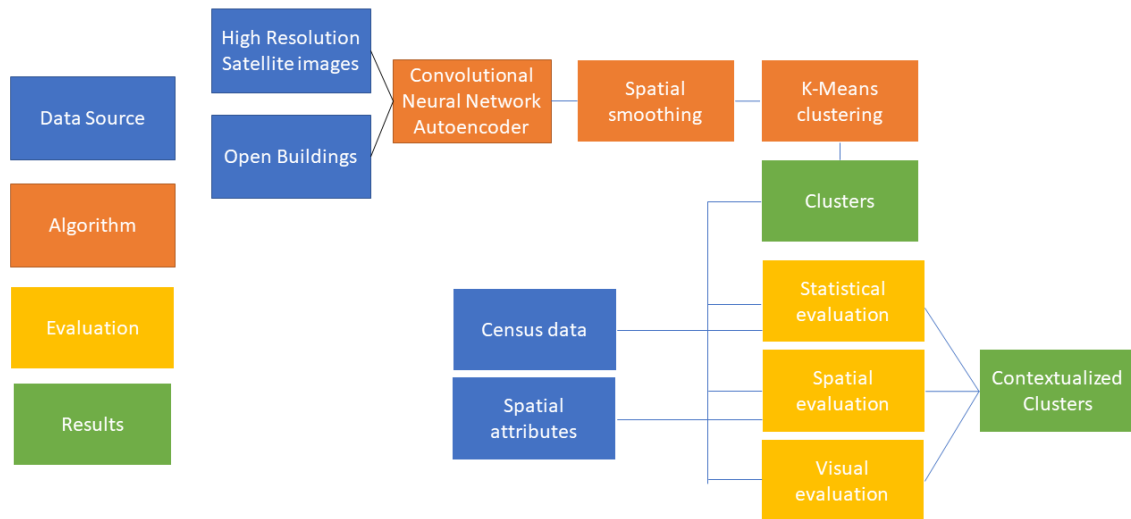 Data Source
Algorithm
Evaluation
Results
High Resolution
Satellite images
Open Buildings
Convolutional
Neural Network
Autoencoder
Spatial
smoothing
K-Means
clustering
Clusters
Census data
Spatial
attributes
Statistical
evaluation
Spatial
evaluation
Visual
evaluation
Contextualized
Clusters